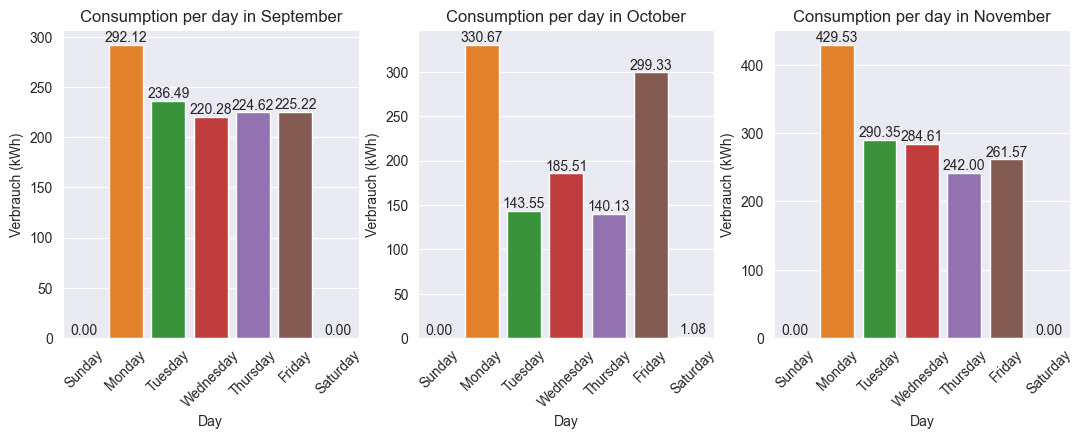 Consumption per day in September
Verbrauch (kWh)
300
250
200
150
100
50
0
0.00
292.12
236.49
220.28
224.62
225.22
0.00
Sunday
Monday
Tuesday
Wednesday
Thursday
Friday
Saturday
Day
Consumption per day in October
Verbrauch (kWh)
300
250
200
150
100
50
0
0.00
330.67
143.55
185.51
140.13
299.33
1.08
Sunday
Monday
Tuesday
Wednesday
Thursday
Friday
Saturday
Day
Consumption per day in November
Verbrauch (kWh)
400
300
200
100
0
0.00
429.53
290.35
284.61
242.00
261.57
0.00
Sunday
Monday
Tuesday
Wednesday
Thursday
Friday
Saturday
Day